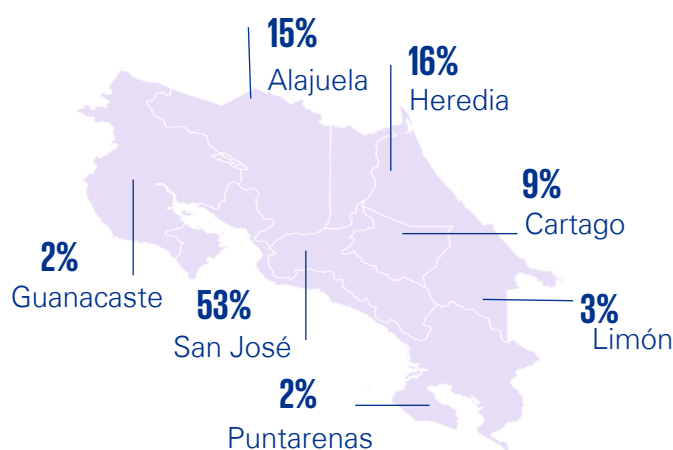 15%
Alajuela
16%
Heredia
9%
Cartago
2%
Guanacaste
53%
San José
3%
Limón
2%
Puntarenas